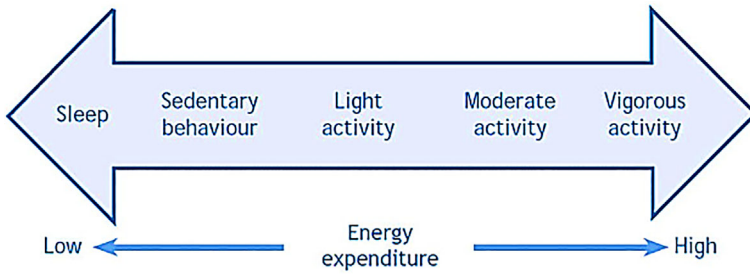 Sleep
Sedentary
behaviour
Light
activity
Moderate
activity
Vigorous
activity
Low
Energy
expenditure
High